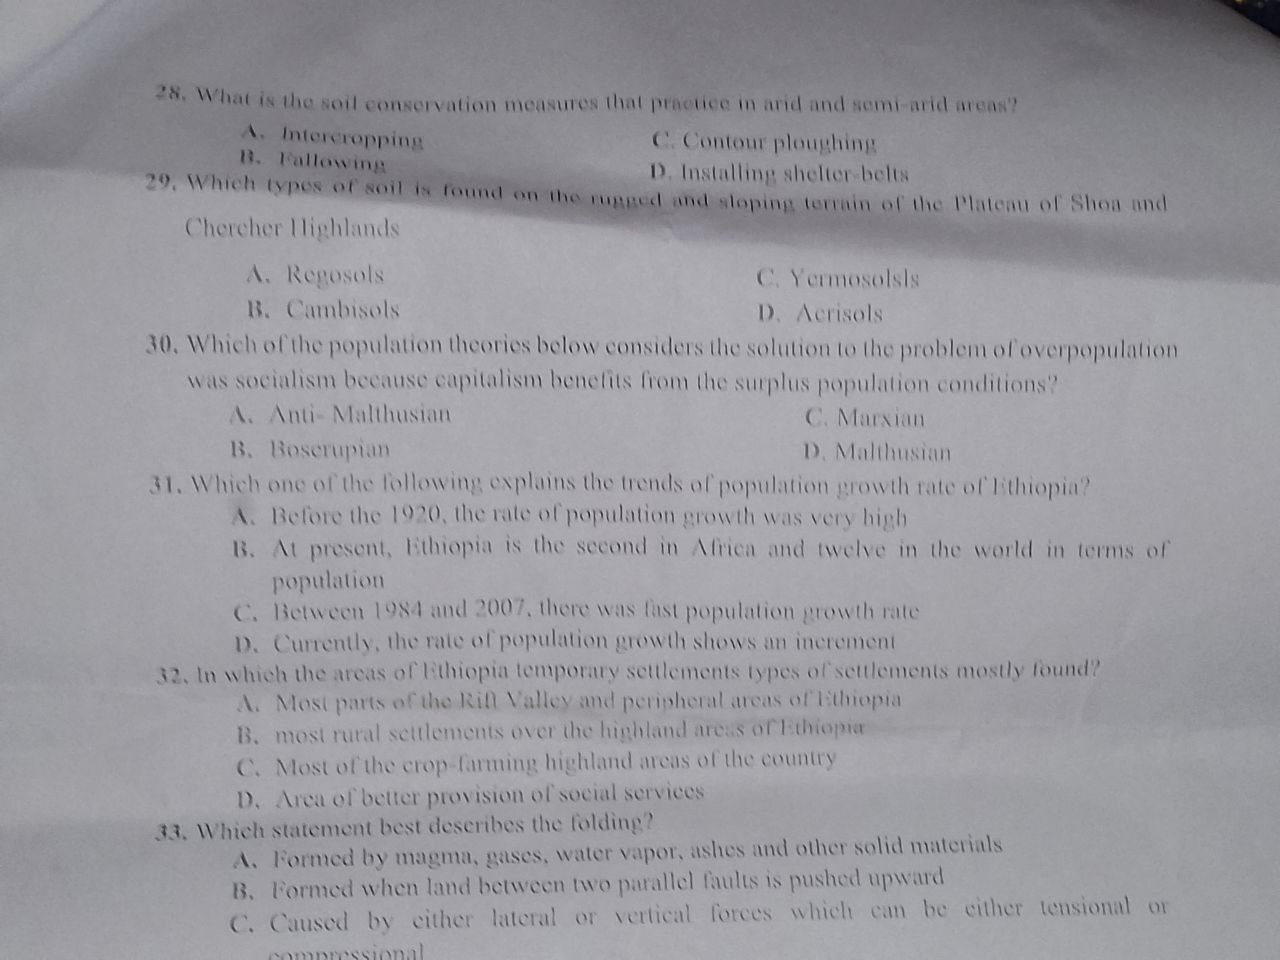 28. What is the soil conservation measures that practice in arid and semi-arid areas?
A. Intercropping
C. Contour ploughing
B. Fallowing
D. Installing shelter-belts
29. Which types of soil is found on the rugged and sloping terrain of the Plateau of Shoa and
Chercher Highlands
A. Regosols
C. Yermosolsls
B. Cambisols
D. Acrisols
30. Which of the population theories below considers the solution to the problem of overpopulation
was socialism because capitalism benefits from the surplus population conditions?
A. Anti- Malthusian
C. Marxian
B. Boserupian
D. Malthusian
31. Which one of the following explains the trends of population growth rate of Ethiopia?
A. Before the 1920, the rate of population growth was very high
B. At present, Ethiopia is the second in Africa and twelve in the world in terms of
population
C. Between 1984 and 2007, there was fast population growth rate
D. Currently, the rate of population growth shows an increment
32. In which the areas of Ethiopia temporary settlements types of settlements mostly found?
A. Most parts of the Rift Valley and peripheral areas of Ethiopia
B. most rural settlements over the highland areas of Ethiopia
C. Most of the crop-farming highland areas of the country
D. Area of better provision of social services
33. Which statement best describes the folding?
A. Formed by magma, gases, water vapor, ashes and other solid materials
B. Formed when land between two parallel faults is pushed upward
C. Caused by either lateral or vertical forces which can be either tensional or
compressional